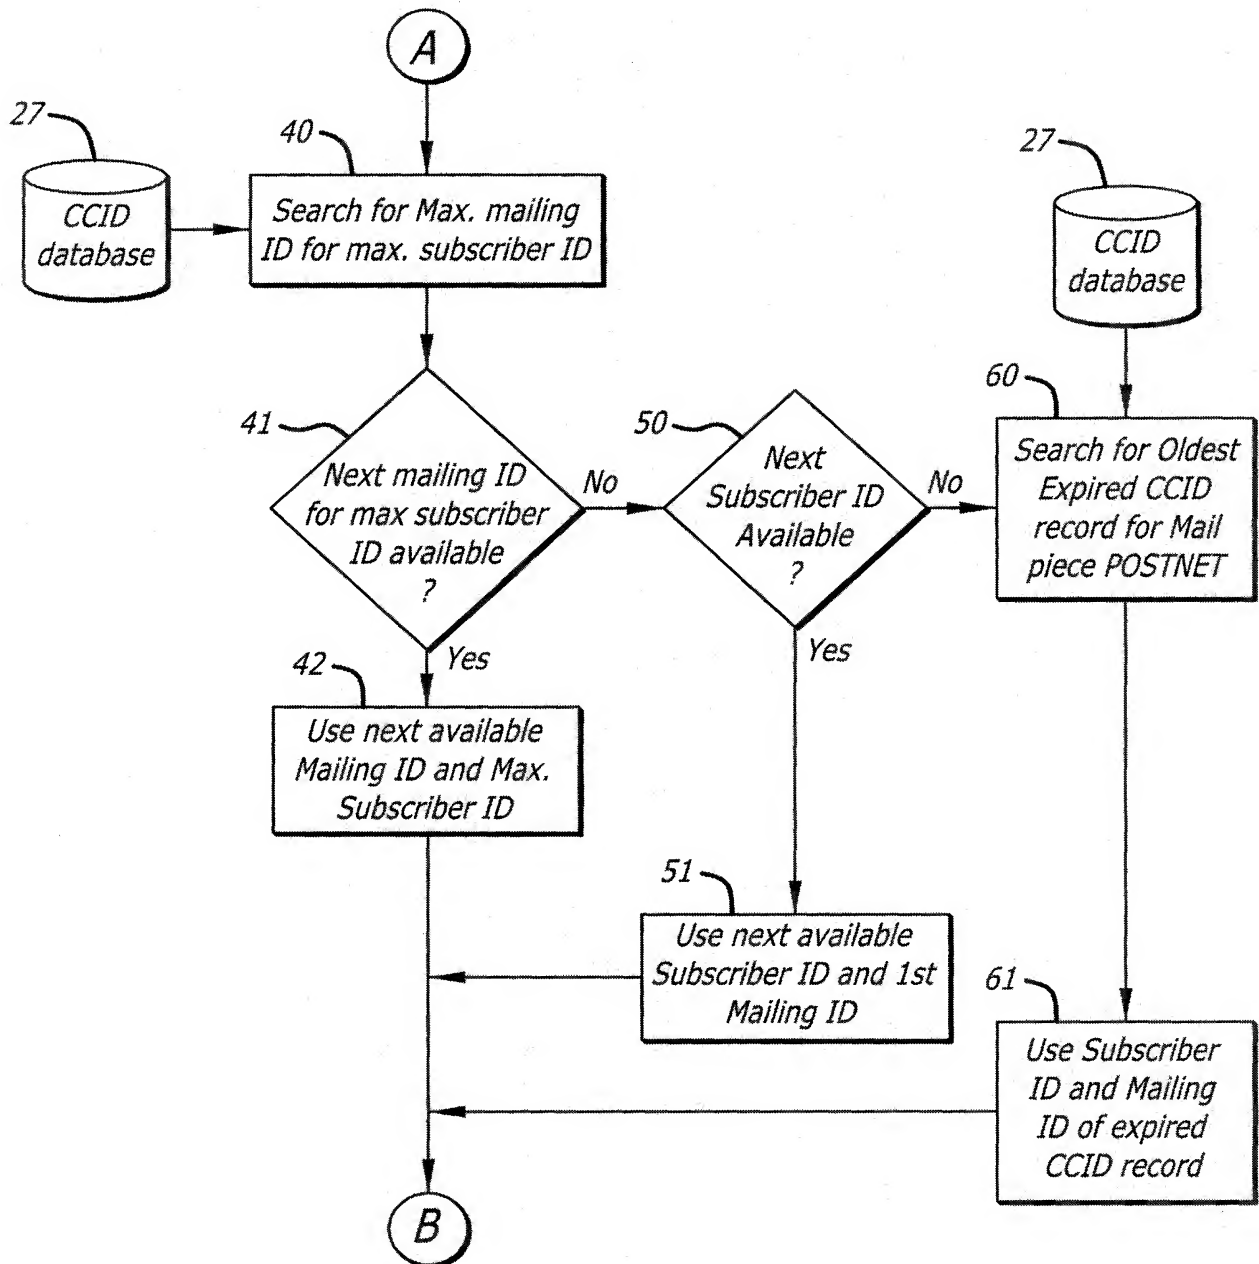 A
27
CCID
database
40
Search for Max. mailing
ID for max. subscriber ID
27
CCID
database
41
Next mailing ID
for max subscriber
ID available
?
No
Yes
50
Next
Subscriber ID
Available
?
No
Yes
60
Search for Oldest
Expired CCID
record for Mail
piece POSTNET
42
Use next available
Mailing ID and Max.
Subscriber ID
51
Use next available
Subscriber ID and 1st
Mailing ID
61
Use Subscriber
ID and Mailing
ID of expired
CCID record
B